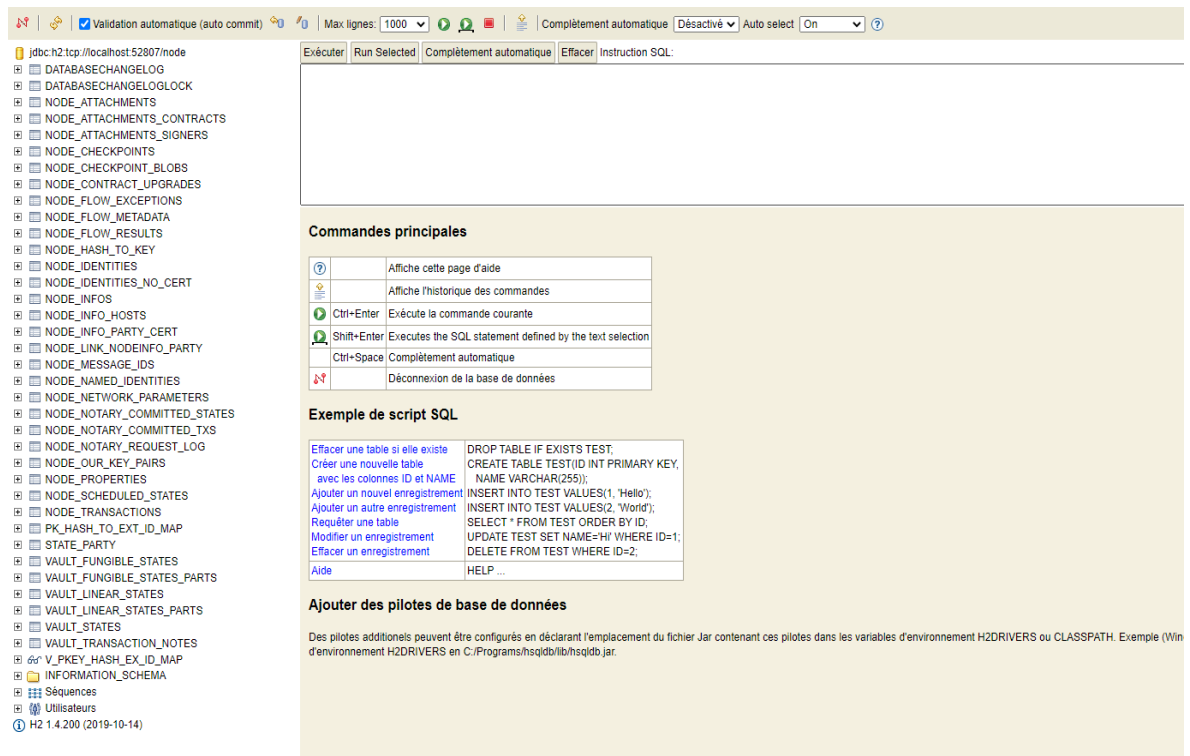 Validation automatique (auto commit) Max lignes: 1000 Complètement automatique Désactivé Auto select On
jdbc:h2:tcp://localhost:52807/node
DATABASECHANGELOG
DATABASECHANGELOGLOCK
NODE_ATTACHMENTS
NODE_ATTACHMENTS_CONTRACTS
NODE_ATTACHMENTS_SIGNERS
NODE_CHECKPOINTS
NODE_CHECKPOINT_BLOBS
NODE_CONTRACT_UPGRADES
NODE_FLOW_EXCEPTIONS
NODE_FLOW_METADATA
NODE_FLOW_RESULTS
NODE_HASH_TO_KEY
NODE_IDENTITIES
NODE_IDENTITIES_NO_CERT
NODE_INFOS
NODE_INFO_HOSTS
NODE_INFO_PARTY_CERT
NODE_LINK_NODEINFO_PARTY
NODE_MESSAGE_IDS
NODE_NAMED_IDENTITIES
NODE_NETWORK_PARAMETERS
NODE_NOTARY_COMMITTED_STATES
NODE_NOTARY_COMMITTED_TXS
NODE_NOTARY_REQUEST_LOG
NODE_OUR_KEY_PAIRS
NODE_PROPERTIES
NODE_SCHEDULED_STATES
NODE_TRANSACTIONS
PK_HASH_TO_EXT_ID_MAP
STATE_PARTY
VAULT_FUNGIBLE_STATES
VAULT_FUNGIBLE_STATES_PARTS
VAULT_LINEAR_STATES
VAULT_LINEAR_STATES_PARTS
VAULT_STATES
VAULT_TRANSACTION_NOTES
V_PKEY_HASH_EX_ID_MAP
INFORMATION_SCHEMA
Séquences
Utilisateurs
H2 1.4.200 (2019-10-14)
Exécuter Run Selected Complètement automatique Effacer Instruction SQL:
Commandes principales
Affiche cette page d'aide
Affiche l'historique des commandes
Ctrl+Enter Exécute la commande courante
Shift+Enter Executes the SQL statement defined by the text selection
Ctrl+Space Complètement automatique
Déconnexion de la base de données
Exemple de script SQL
Effacer une table si elle existe DROP TABLE IF EXISTS TEST;
Créer une nouvelle table CREATE TABLE TEST(ID INT PRIMARY KEY,
avec les colonnes ID et NAME NAME VARCHAR(255));
Ajouter un nouvel enregistrement INSERT INTO TEST VALUES(1, 'Hello');
Ajouter un autre enregistrement INSERT INTO TEST VALUES(2, 'World');
Requêter une table SELECT * FROM TEST ORDER BY ID;
Modifier un enregistrement UPDATE TEST SET NAME='Hi' WHERE ID=1;
Effacer un enregistrement DELETE FROM TEST WHERE ID=2;
Aide HELP ...
Ajouter des pilotes de base de données
Des pilotes additionels peuvent être configurés en déclarant l'emplacement du fichier Jar contenant ces pilotes dans les variables d'environnement H2DRIVERS ou CLASSPATH. Exemple (Win
d'environnement H2DRIVERS en C:/Programs/hsqldb/lib/hsqldb.jar.